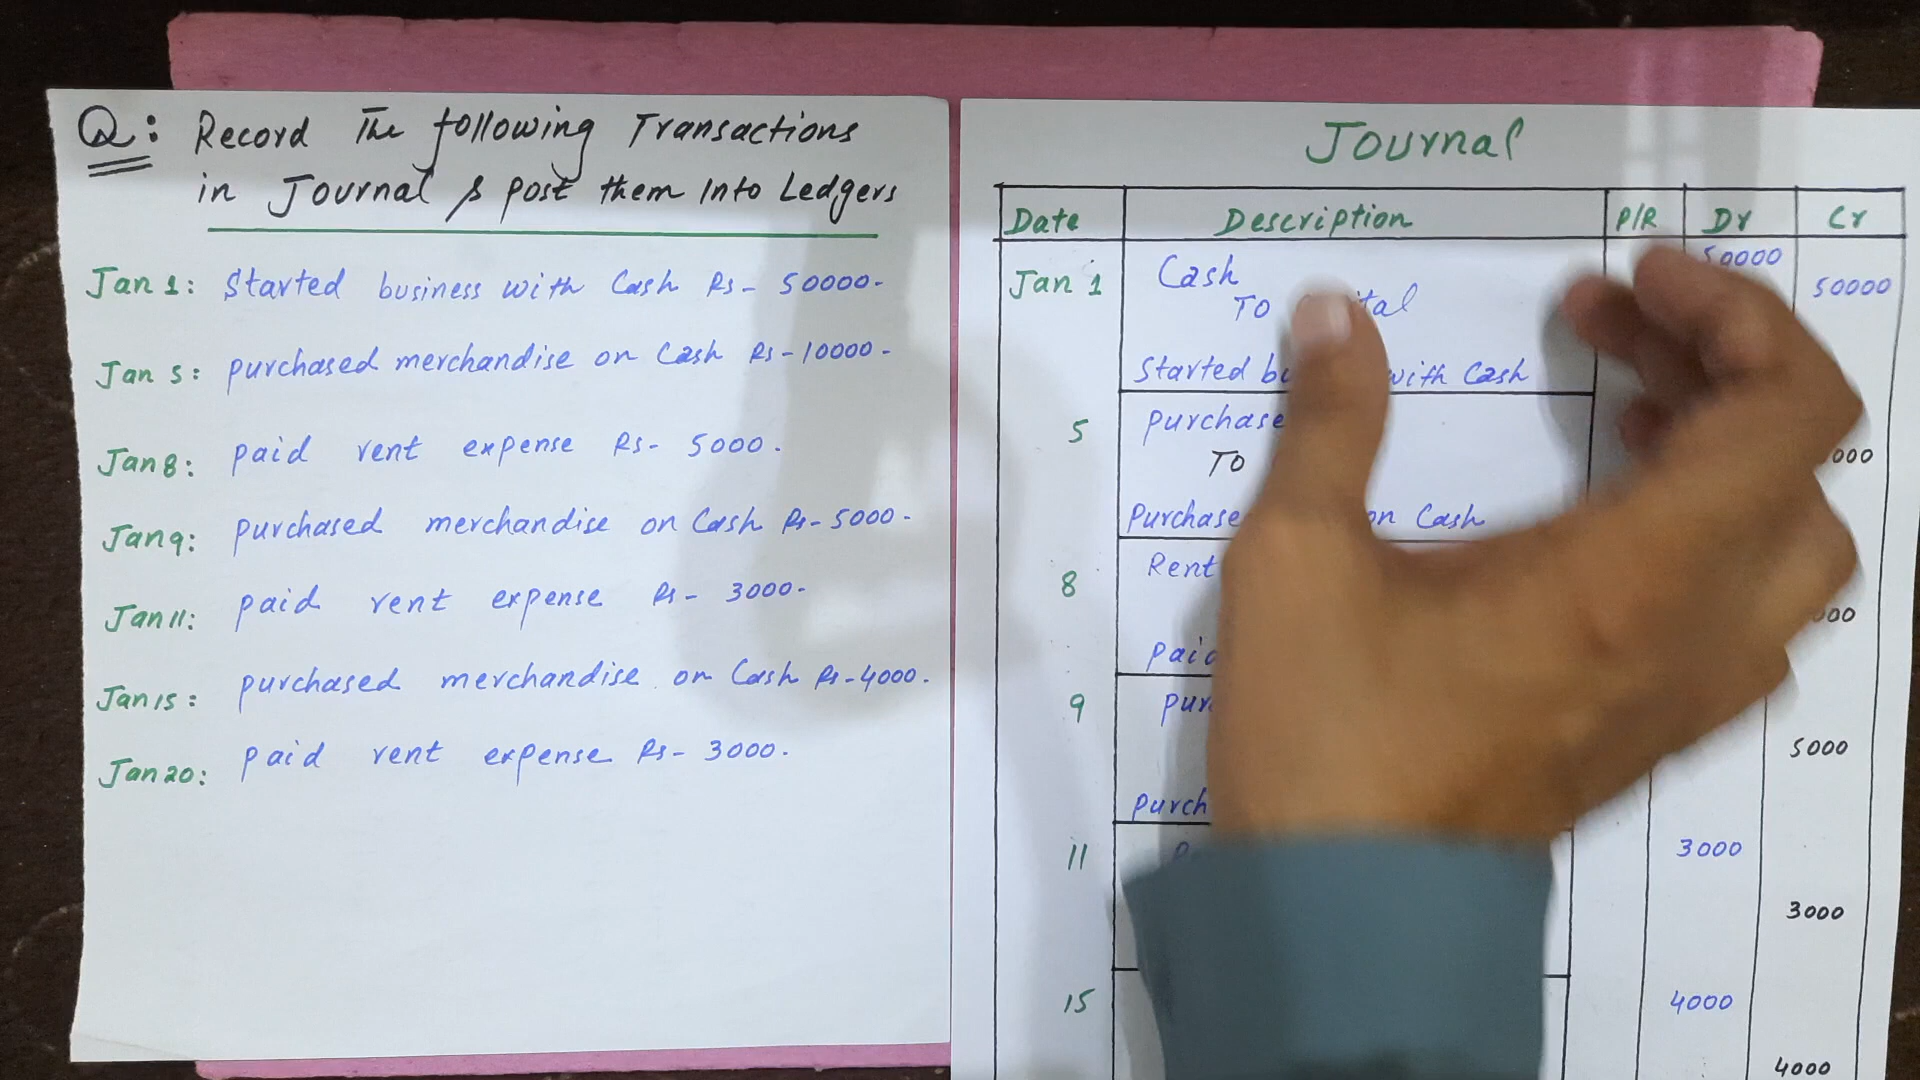 Q: Record The following Transactions
in Journal & post them Into Ledgers
Jan 1: Started business with Cash Rs- 50000-
Jan 5: purchased merchandise on Cash Rs-10000-
Jan 8: paid rent expense Rs- 5000.
Jan 9: purchased merchandise on Cash Rs-5000-
Jan 11: paid rent expense Rs- 3000-
Jan 15: purchased merchandise on Cash Rs-4000.
Jan 20: paid rent expense Rs- 3000.
Journal
Date Description P/R Dr Cr
Jan 1 Cash 50000
To 50000
Started with Cash
5 purchase
To
Purchase on Cash
8 Rent
paid
9
5000
11 3000
3000
15 4000
4000